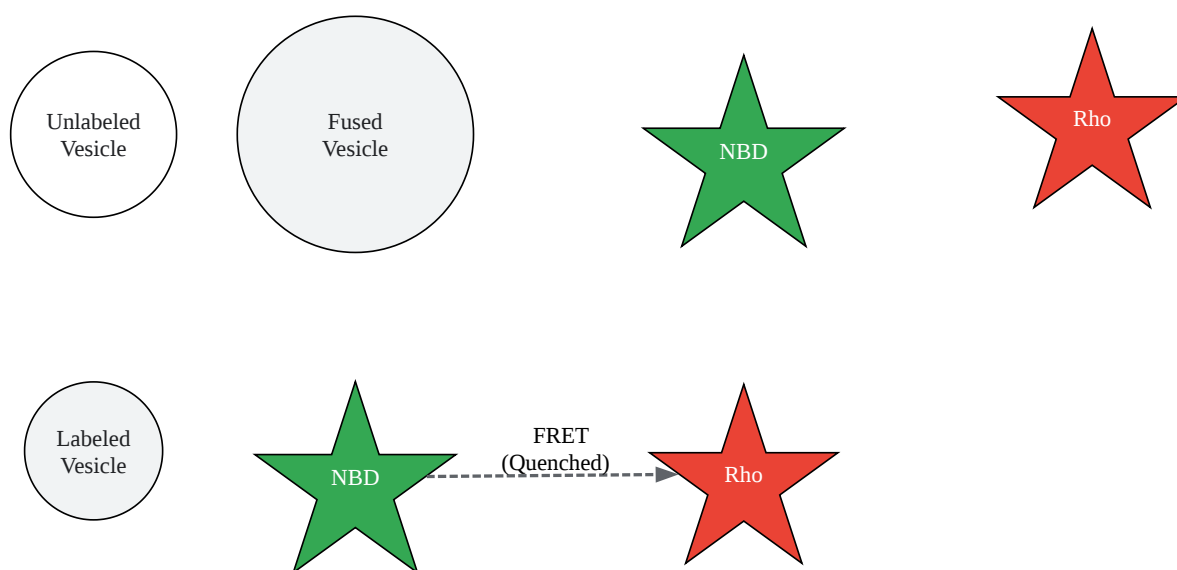 Unlabeled
Vesicle
Fused
Vesicle
NBD
Rho
Labeled
Vesicle
NBD
FRET
(Quenched)
Rho